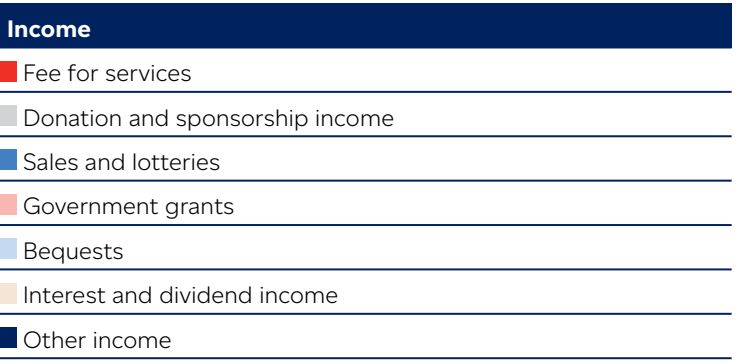 Income
Fee for services
Donation and sponsorship income
Sales and lotteries
Government grants
Bequests
Interest and dividend income
Other income